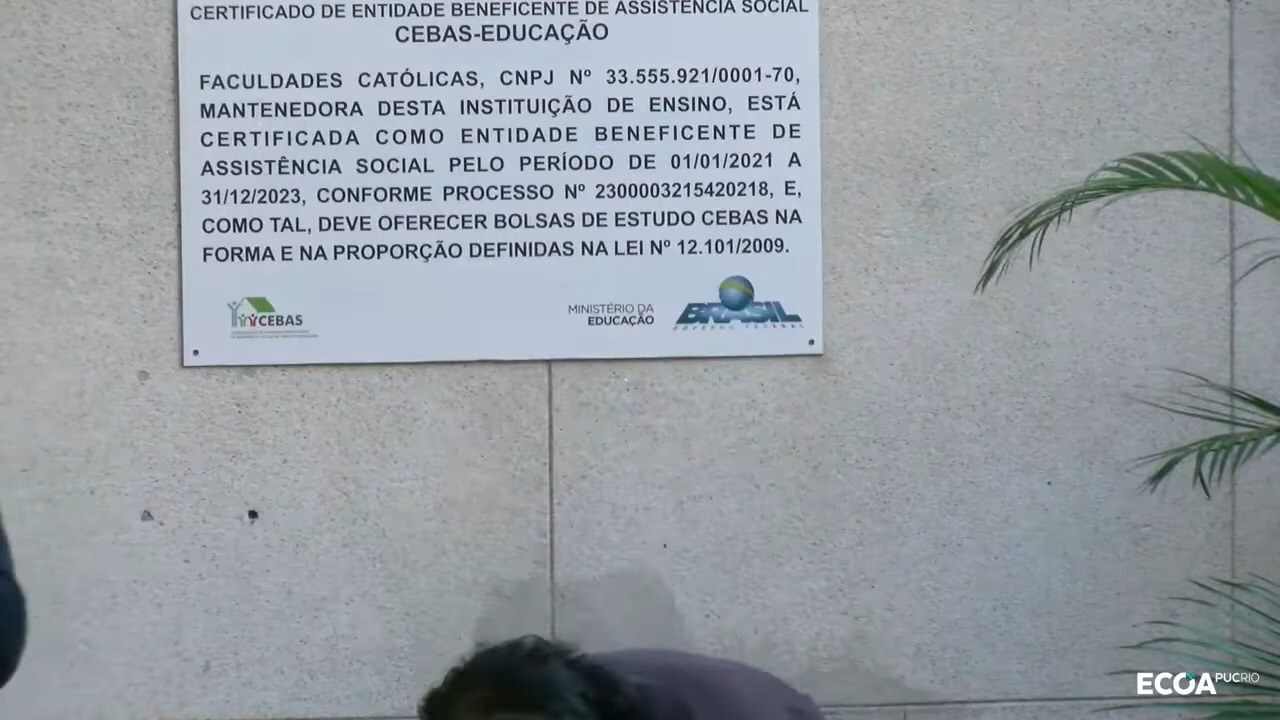 CERTIFICADO DE ENTIDADE BENEFICENTE DE ASSISTÊNCIA SOCIAL
CEBAS-EDUCAÇÃO
FACULDADES CATÓLICAS, CNPJ Nº 33.555.921/0001-70,
MANTENEDORA DESTA INSTITUIÇÃO DE ENSINO, ESTÁ
CERTIFICADA COMO ENTIDADE BENEFICENTE DE
ASSISTÊNCIA SOCIAL PELO PERÍODO DE 01/01/2021 A
31/12/2023, CONFORME PROCESSO Nº 2300003215420218, E,
COMO TAL, DEVE OFERECER BOLSAS DE ESTUDO CEBAS NA
FORMA E NA PROPORÇÃO DEFINIDAS NA LEI Nº 12.101/2009.
CEBAS
MINISTÉRIO DA
EDUCAÇÃO
BRASIL
GOVERNO FEDERAL
ECOA PUCRIO